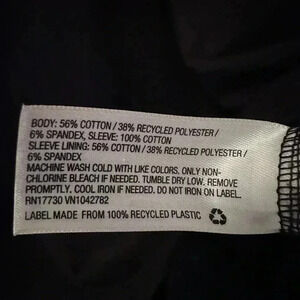 BODY: 56% COTTON / 38% RECYCLED POLYESTER /
6% SPANDEX, SLEEVE: 100% COTTON
SLEEVE LINING: 56% COTTON / 38% RECYCLED POLYESTER /
6% SPANDEX
MACHINE WASH COLD WITH LIKE COLORS. ONLY NON-
CHLORINE BLEACH IF NEEDED. TUMBLE DRY LOW. REMOVE
PROMPTLY. COOL IRON IF NEEDED. DO NOT IRON ON LABEL.
RN17730 VN1042782
LABEL MADE FROM 100% RECYCLED PLASTIC